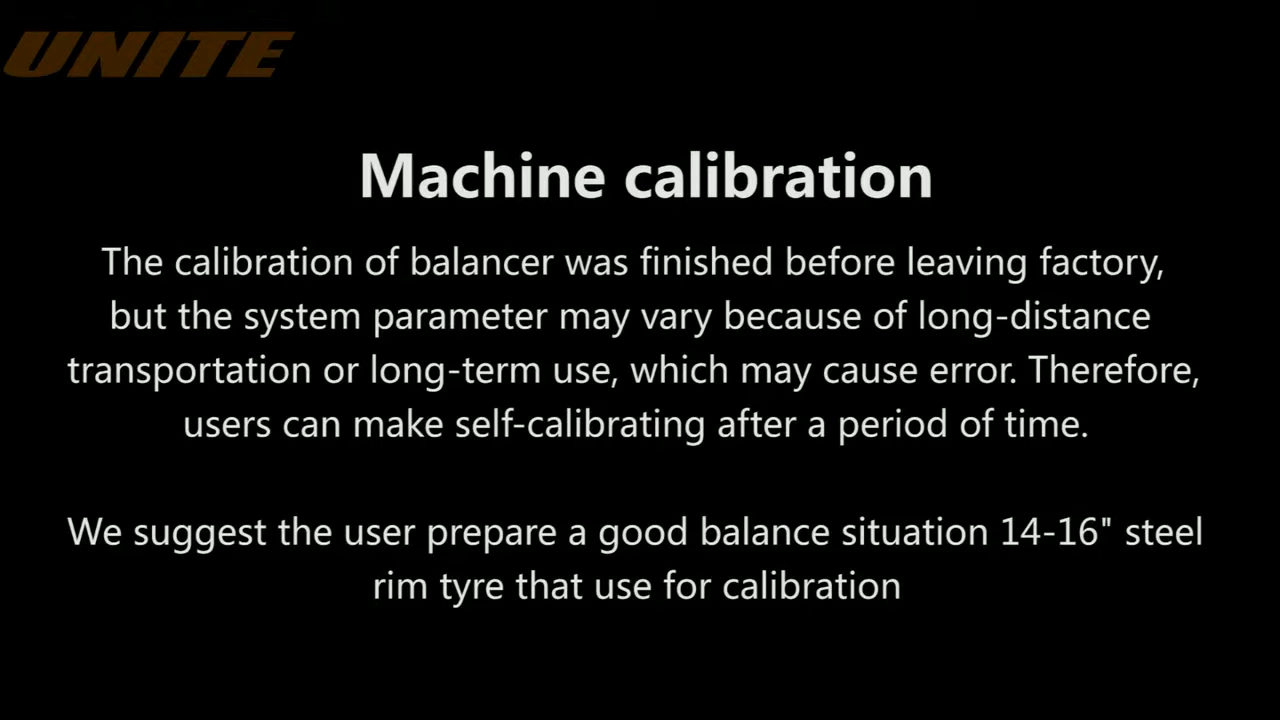 UNITE
Machine calibration
The calibration of balancer was finished before leaving factory,
but the system parameter may vary because of long-distance
transportation or long-term use, which may cause error. Therefore,
users can make self-calibrating after a period of time.
We suggest the user prepare a good balance situation 14-16" steel
rim tyre that use for calibration